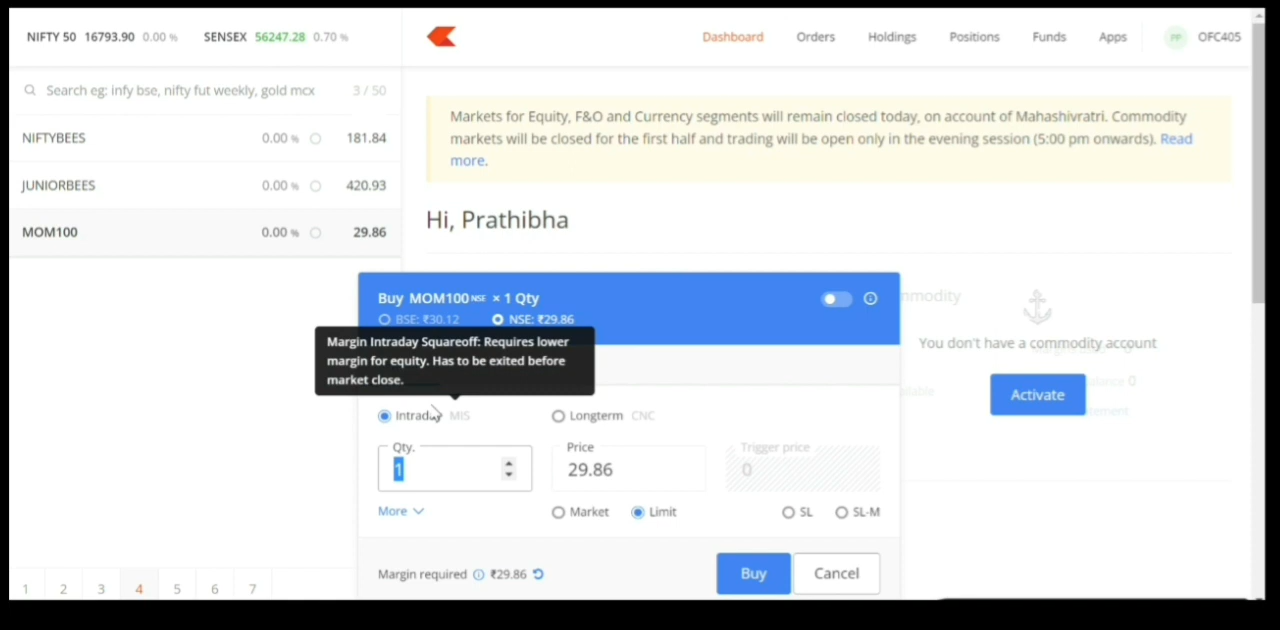 NIFTY 50 16793.90 0.00 % SENSEX 56247.28 0.70 %
Dashboard Orders Holdings Positions Funds Apps PP OFC405
Search eg: infy bse, nifty fut weekly, gold mcx 3 / 50
NIFTYBEES 0.00 % 181.84
JUNIORBEES 0.00 % 420.93
MOM100 0.00 % 29.86
Markets for Equity, F&O and Currency segments will remain closed today, on account of Mahashivratri. Commodity
markets will be closed for the first half and trading will be open only in the evening session (5:00 pm onwards). Read
more.
Hi, Prathibha
Buy MOM100 NSE × 1 Qty
BSE: ₹30.12 NSE: ₹29.86
Margin Intraday Squareoff: Requires lower
margin for equity. Has to be exited before
market close.
Intraday MIS Longterm CNC
Qty. Price Trigger price
1 29.86 0
More Market Limit SL SL-M
Margin required ₹29.86 Buy Cancel
mmodity
You don't have a commodity account
Activate
1 2 3 4 5 6 7